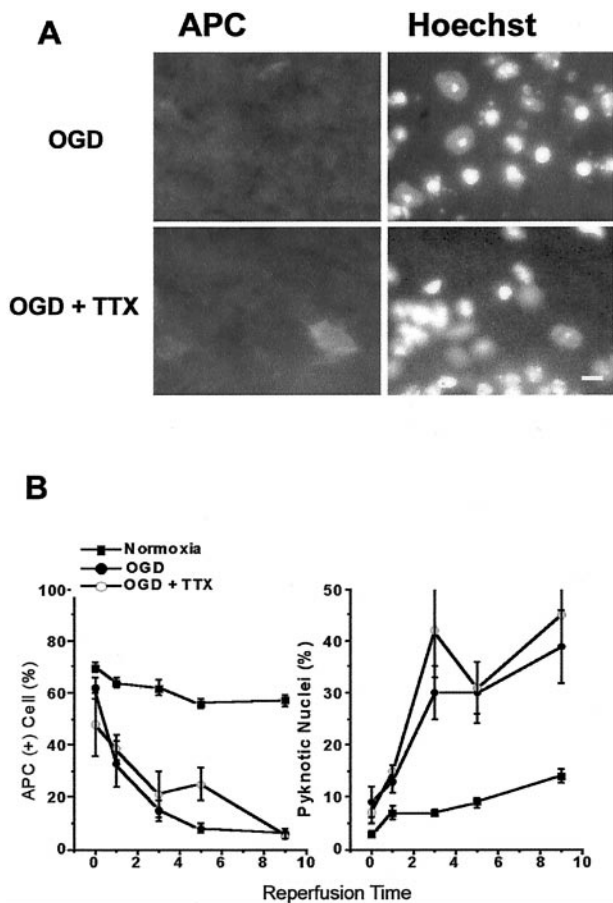 A
APC Hoechst
OGD
OGD + TTX
B
Normoxia
OGD
OGD + TTX
APC (+) Cell (%)
100
80
60
40
20
0
0 2 4 6 8 10
Pyknotic Nuclei (%)
50
40
30
20
10
0
0 2 4 6 8 10
Reperfusion Time